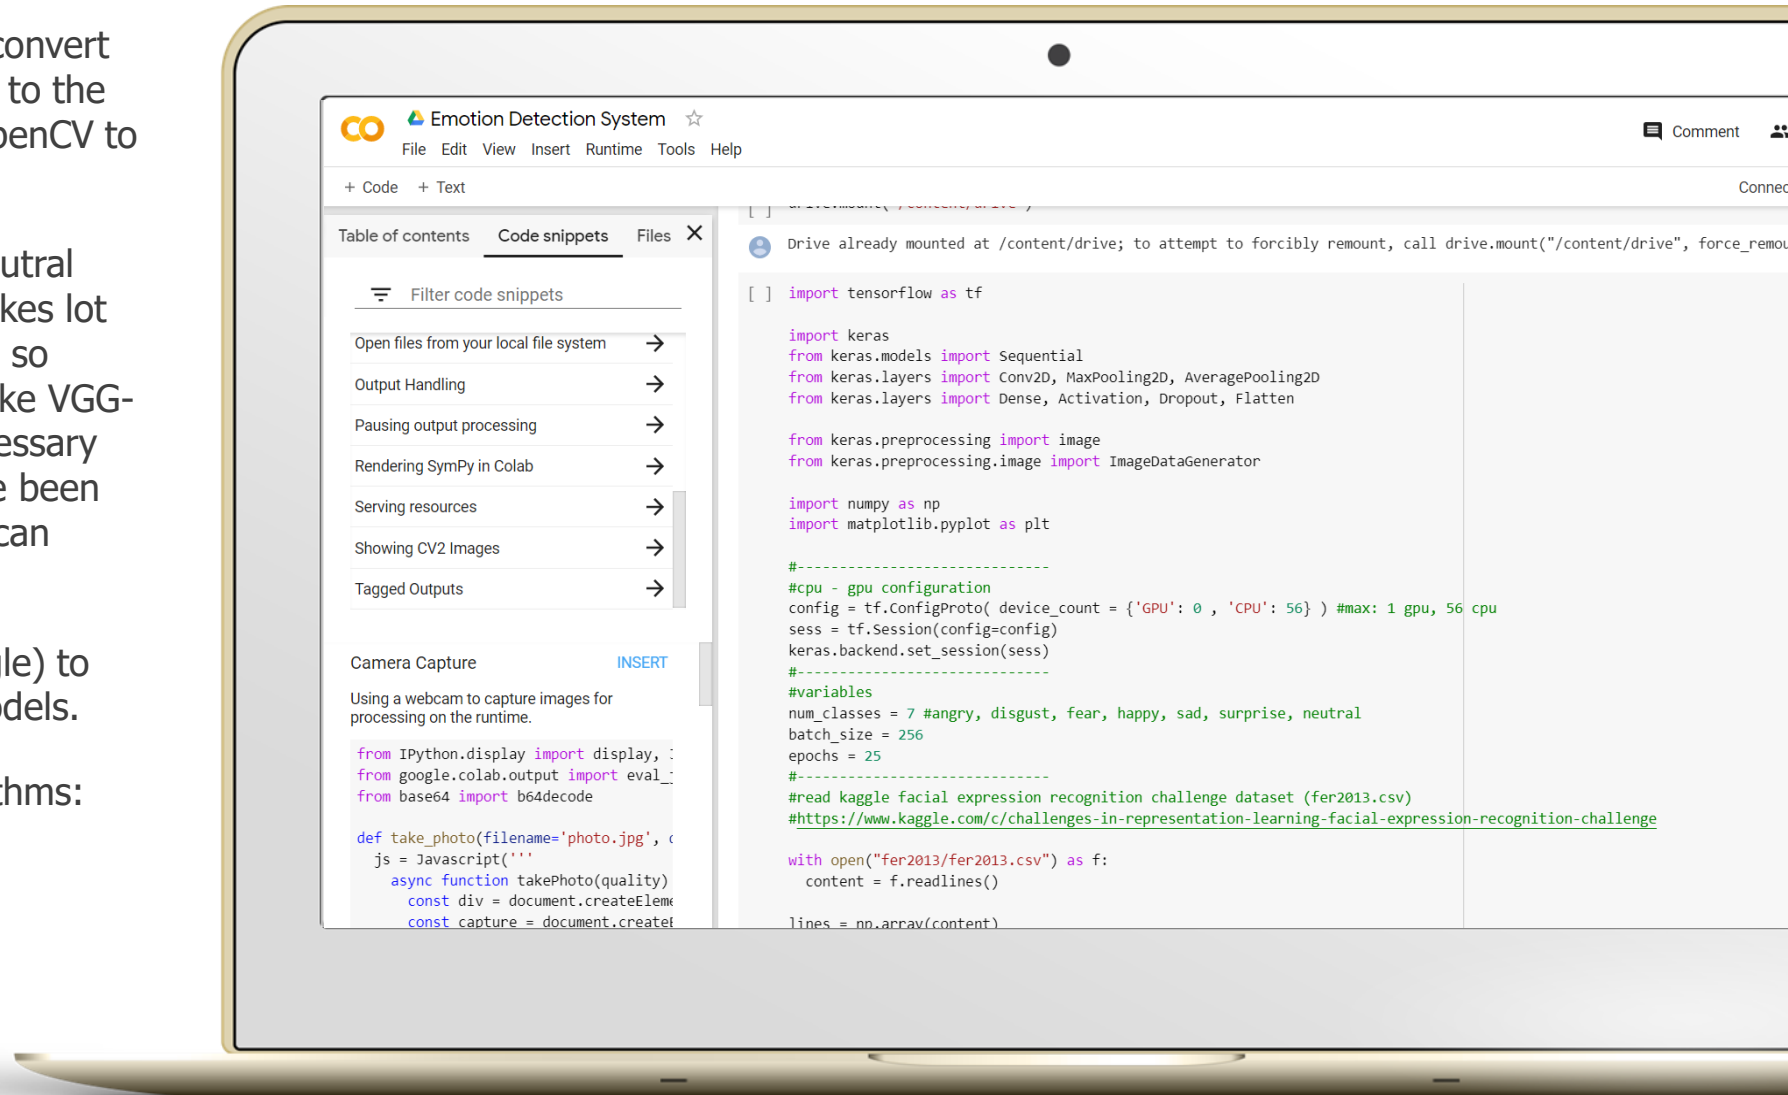 convert
to the
penCV to
utral
kes lot
so
ke VGG-
essary
e been
can
gle) to
odels.
thms:
CO Emotion Detection System
File Edit View Insert Runtime Tools Help
Comment
+ Code + Text
Connec
Table of contents Code snippets Files
Filter code snippets
Open files from your local file system
Output Handling
Pausing output processing
Rendering SymPy in Colab
Serving resources
Showing CV2 Images
Tagged Outputs
Camera Capture INSERT
Using a webcam to capture images for
processing on the runtime.
from IPython.display import display,
from google.colab.output import eval_
from base64 import b64decode
def take_photo(filename='photo.jpg',
js = Javascript('''
async function takePhoto(quality)
const div = document.createEleme
const capture = document.create
[ ] drive.mount('/content/drive')
Drive already mounted at /content/drive; to attempt to forcibly remount, call drive.mount("/content/drive", force_remou
[ ] import tensorflow as tf
import keras
from keras.models import Sequential
from keras.layers import Conv2D, MaxPooling2D, AveragePooling2D
from keras.layers import Dense, Activation, Dropout, Flatten
from keras.preprocessing import image
from keras.preprocessing.image import ImageDataGenerator
import numpy as np
import matplotlib.pyplot as plt
#------------------------------
#cpu - gpu configuration
config = tf.ConfigProto( device_count = {'GPU': 0 , 'CPU': 56} ) #max: 1 gpu, 56 cpu
sess = tf.Session(config=config)
keras.backend.set_session(sess)
#------------------------------
#variables
num_classes = 7 #angry, disgust, fear, happy, sad, surprise, neutral
batch_size = 256
epochs = 25
#------------------------------
#read kaggle facial expression recognition challenge dataset (fer2013.csv)
#https://www.kaggle.com/c/challenges-in-representation-learning-facial-expression-recognition-challenge
with open("fer2013/fer2013.csv") as f:
content = f.readlines()
lines = np.array(content)